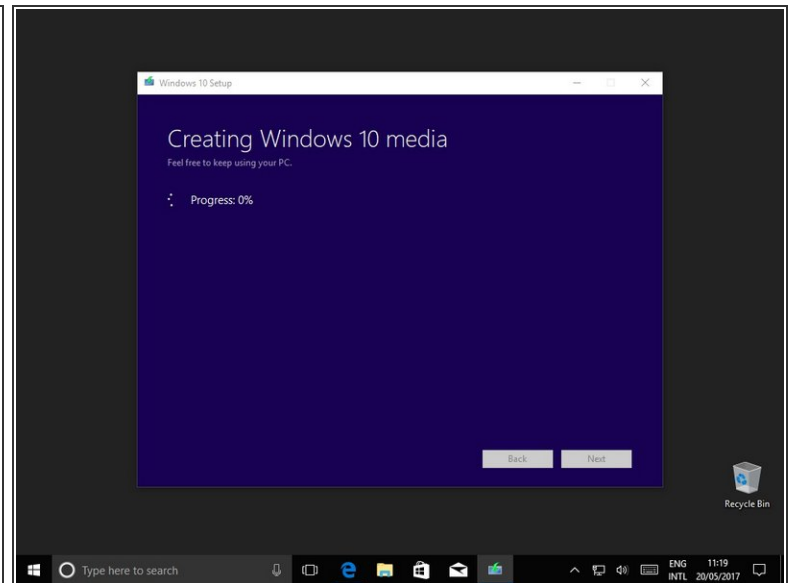 Windows 10 Setup
Creating Windows 10 media
Feel free to keep using your PC.
Progress: 0%
Back
Next
Recycle Bin
Type here to search
ENG
INTL
11:19
20/05/2017